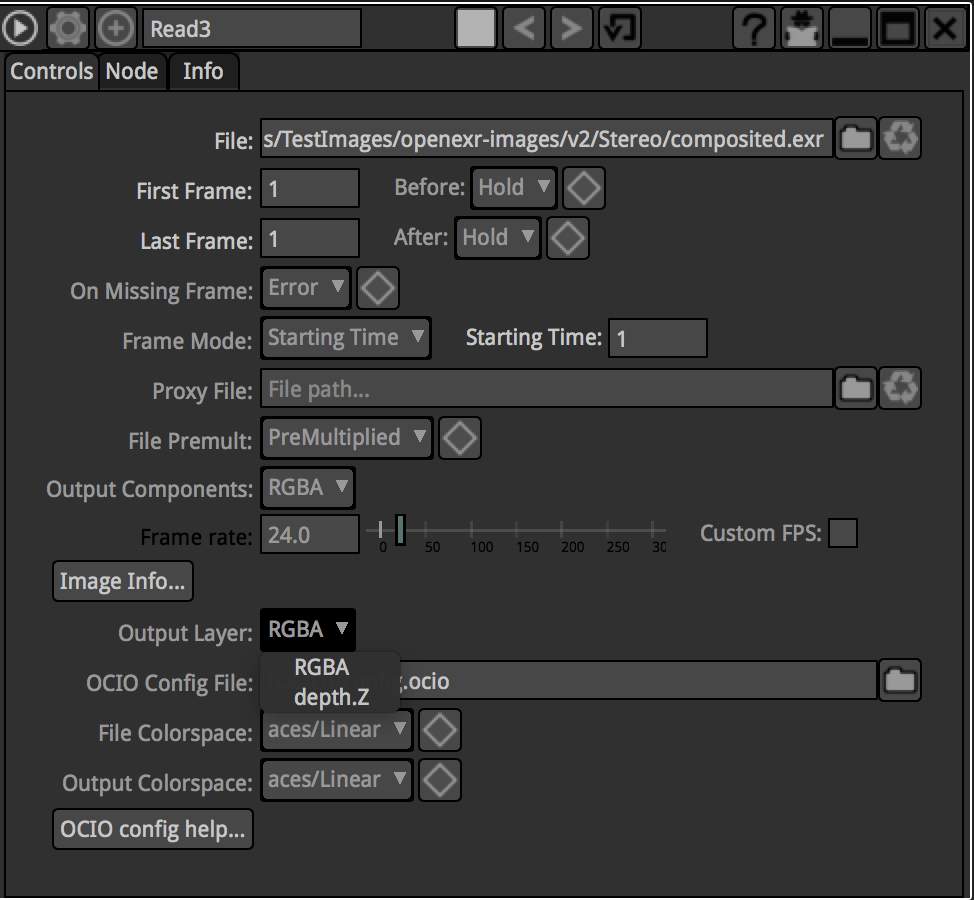 Read3
Controls Node Info
File: s/TestImages/openexr-images/v2/Stereo/composited.exr
First Frame: 1 Before: Hold
Last Frame: 1 After: Hold
On Missing Frame: Error
Frame Mode: Starting Time Starting Time: 1
Proxy File: File path...
File Premult: PreMultiplied
Output Components: RGBA
Frame rate: 24.0 0 50 100 150 200 250 Custom FPS:
Image Info...
Output Layer: RGBA
RGBA
OCIO Config File: .ocio
depth.Z
File Colorspace: aces/Linear
Output Colorspace: aces/Linear
OCIO config help...